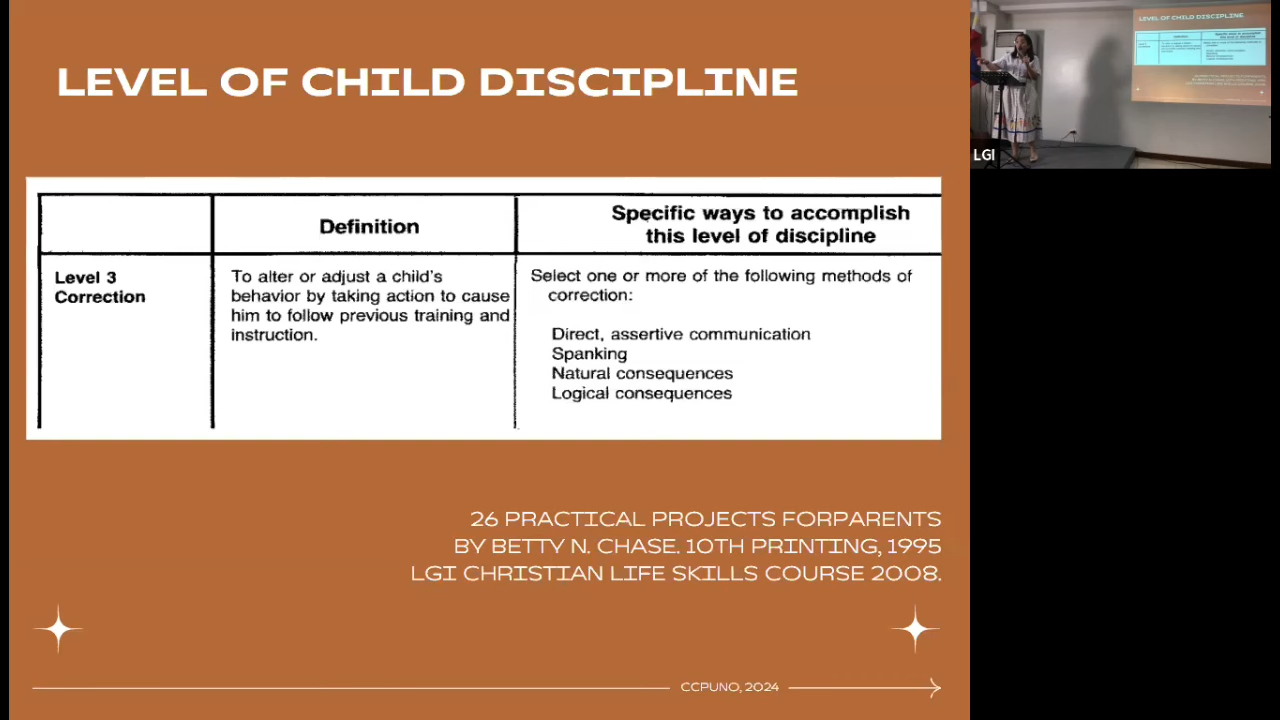 LEVEL OF CHILD DISCIPLINE
Definition
Specific ways to accomplish
this level of discipline
Level 3
Correction
To alter or adjust a child's
behavior by taking action to cause
him to follow previous training and
instruction.
Select one or more of the following methods of
correction:
Direct, assertive communication
Spanking
Natural consequences
Logical consequences
26 PRACTICAL PROJECTS FORPARENTS
BY BETTY N. CHASE. 10TH PRINTING, 1995
LGI CHRISTIAN LIFE SKILLS COURSE 2008.
CCPUNO, 2024
LEVEL OF CHILD DISCIPLINE
LGI